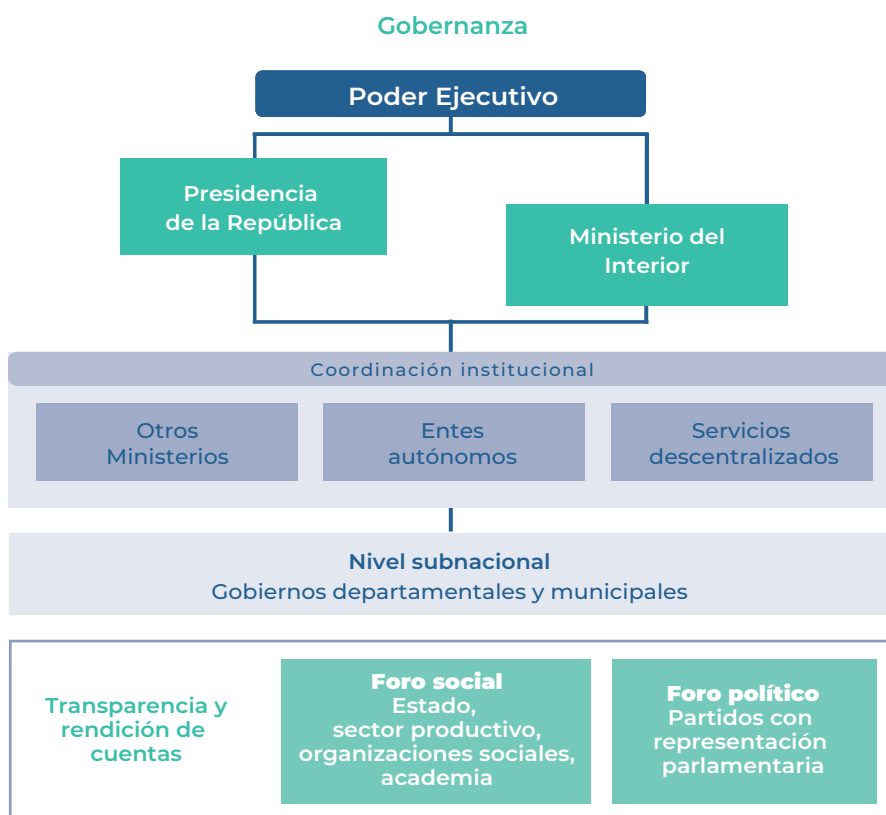 Gobernanza
Poder Ejecutivo
Presidencia
de la República
Ministerio del
Interior
Coordinación institucional
Otros
Ministerios
Entes
autónomos
Servicios
descentralizados
Nivel subnacional
Gobiernos departamentales y municipales
Transparencia y
rendición de
cuentas
Foro social
Estado,
sector productivo,
organizaciones sociales,
academia
Foro político
Partidos con
representación
parlamentaria